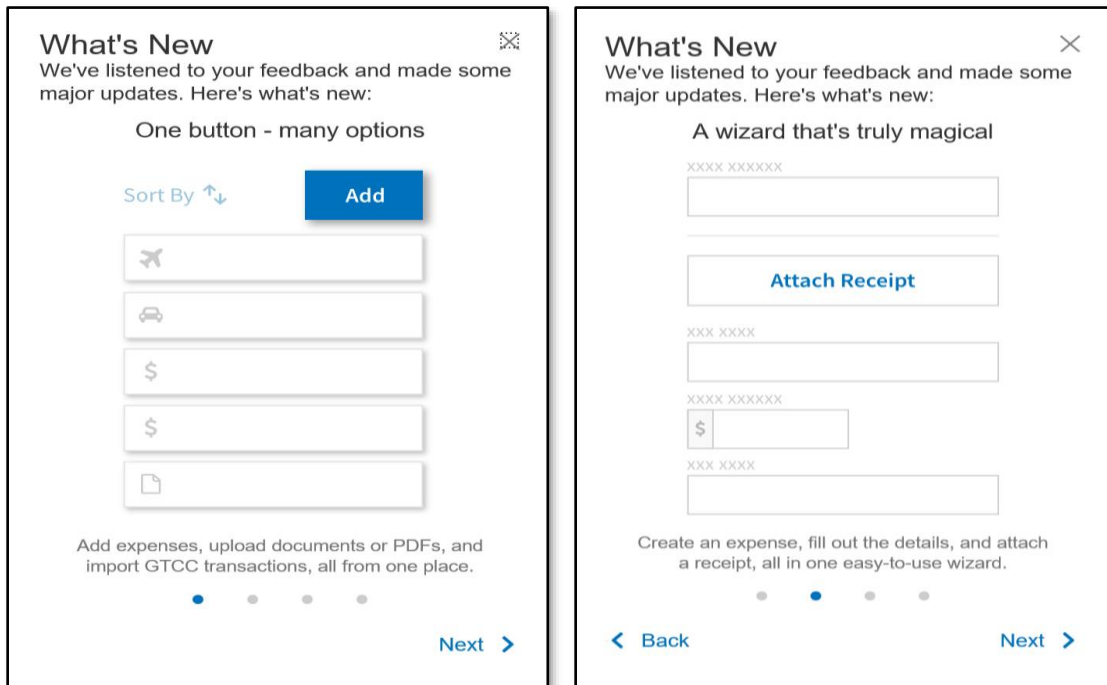 What's New
We've listened to your feedback and made some
major updates. Here's what's new:
One button - many options
Sort By
Add
$
$
Add expenses, upload documents or PDFs, and
import GTCC transactions, all from one place.
Next
What's New
We've listened to your feedback and made some
major updates. Here's what's new:
A wizard that's truly magical
XXXX XXXXXX
Attach Receipt
XXX XXXX
XXXX XXXXXX
$
XXX XXXX
Create an expense, fill out the details, and attach
a receipt, all in one easy-to-use wizard.
Back
Next